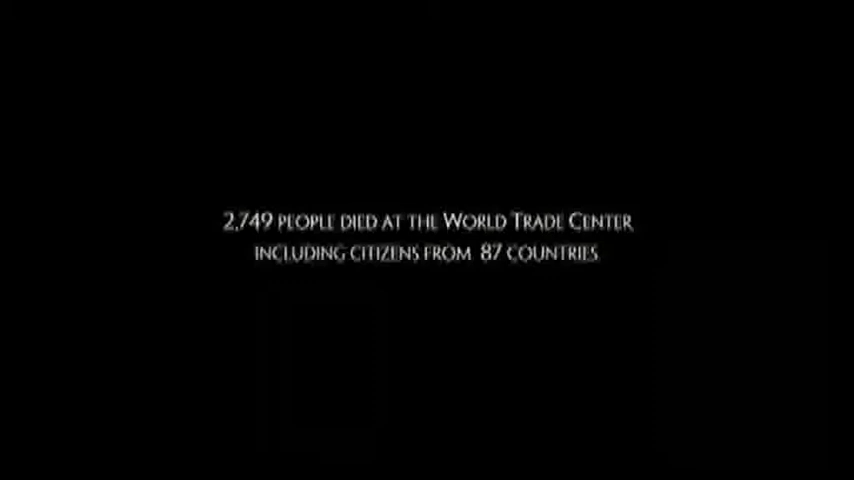 2,749 PEOPLE DIED AT THE WORLD TRADE CENTER
INCLUDING CITIZENS FROM 87 COUNTRIES